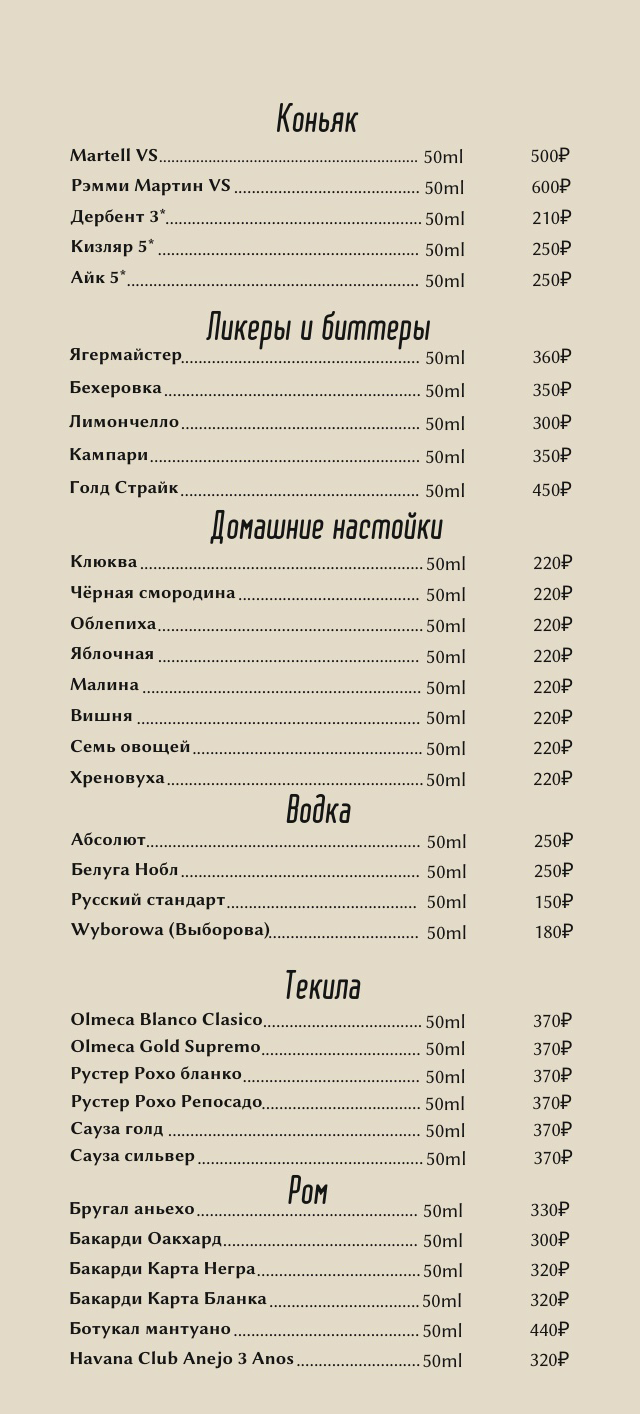 Коньяк
Martell VS 50ml 500₽
Рэмми Мартин VS 50ml 600₽
Дербент 3* 50ml 210₽
Кизляр 5* 50ml 250₽
Айк 5* 50ml 250₽
Ликеры и биттеры
Ягермайстер 50ml 360₽
Бехеровка 50ml 350₽
Лимончелло 50ml 300₽
Кампари 50ml 350₽
Голд Страйк 50ml 450₽
Домашние настойки
Клюква 50ml 220₽
Чёрная смородина 50ml 220₽
Облепиха 50ml 220₽
Яблочная 50ml 220₽
Малина 50ml 220₽
Вишня 50ml 220₽
Семь овощей 50ml 220₽
Хреновуха 50ml 220₽
Водка
Абсолют 50ml 250₽
Белуга Нобл 50ml 250₽
Русский стандарт 50ml 150₽
Wyborowa (Выборова) 50ml 180₽
Текила
Olmeca Blanco Clasico 50ml 370₽
Olmeca Gold Supremo 50ml 370₽
Рустер Рохо бланко 50ml 370₽
Рустер Рохо Репосадо 50ml 370₽
Сауза голд 50ml 370₽
Сауза сильвер 50ml 370₽
Ром
Бругал аньехо 50ml 330₽
Бакарди Оакхард 50ml 300₽
Бакарди Карта Негра 50ml 320₽
Бакарди Карта Бланка 50ml 320₽
Ботукал мантуано 50ml 440₽
Havana Club Anejo 3 Anos 50ml 320₽